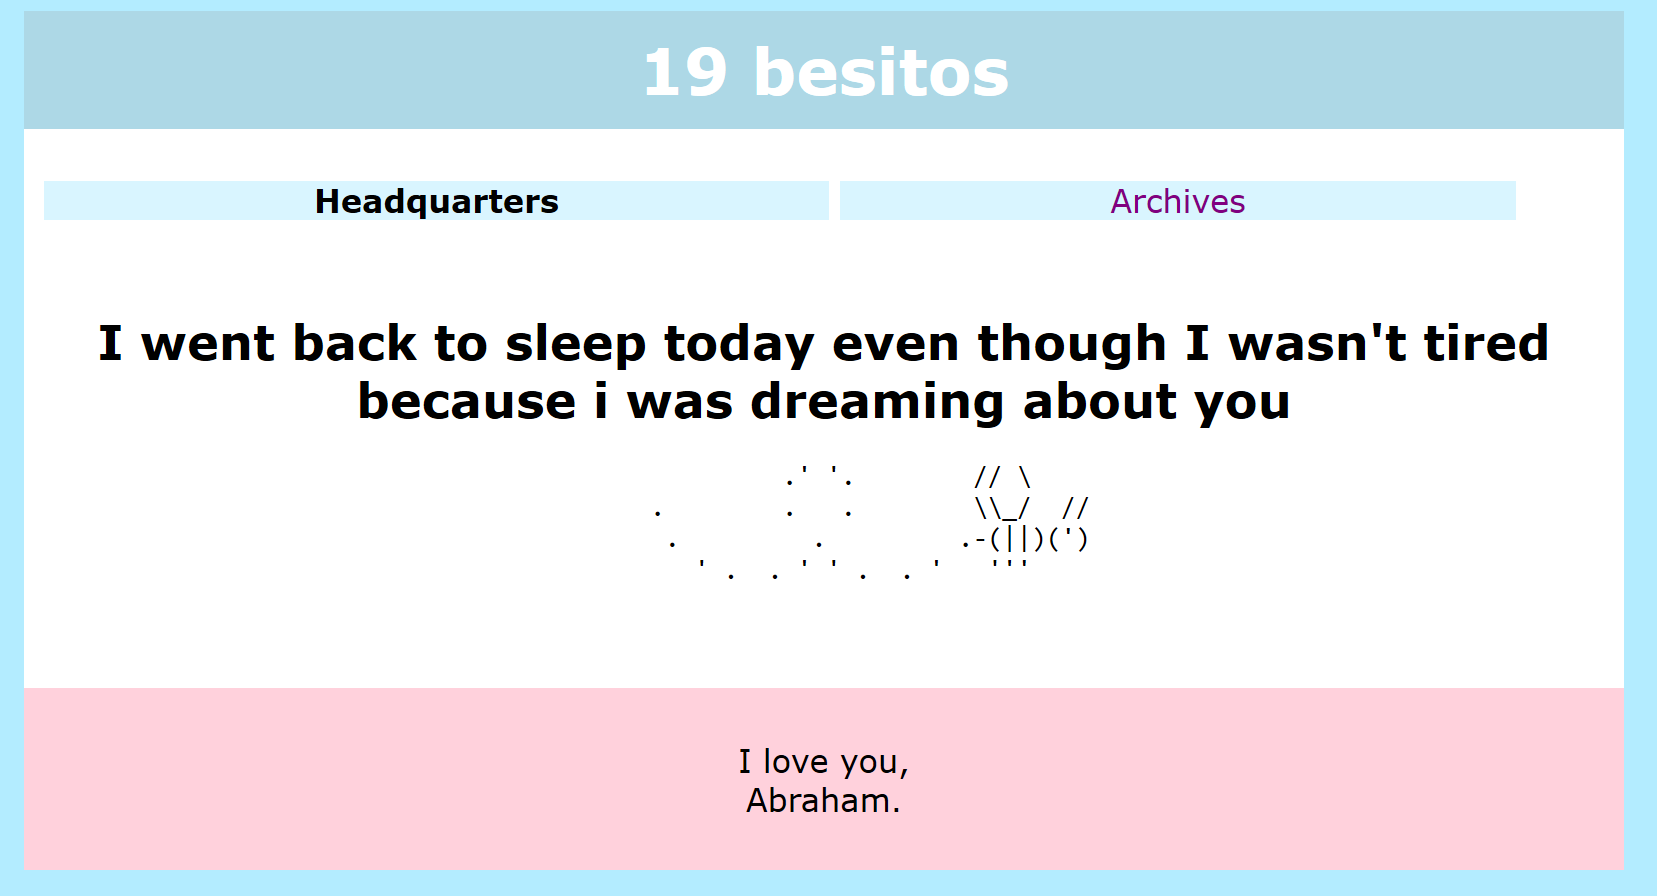 19 besitos
Headquarters Archives
I went back to sleep today even though I wasn't tired
because i was dreaming about you
         .' '.        // \
.        .   .        \\_/  //
 .         .         .-(||)(')
   ' .  . ' ' .  . '   '''
I love you,
Abraham.